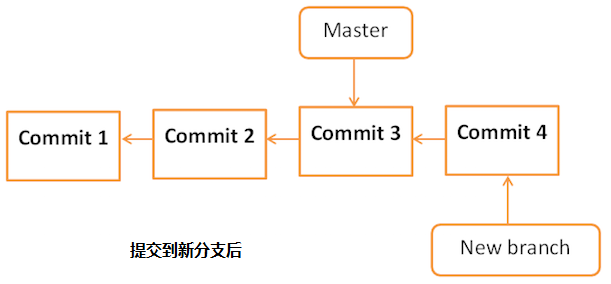 Master
Commit 1
Commit 2
Commit 3
Commit 4
提交到新分支后
New branch